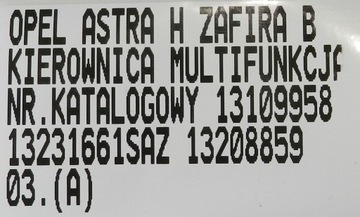 OPEL ASTRA H ZAFIRA B
KIEROWNICA MULTIFUNKCJA
NR.KATALOGOWY 13109958
13231661SAZ 13208859
03.(A)